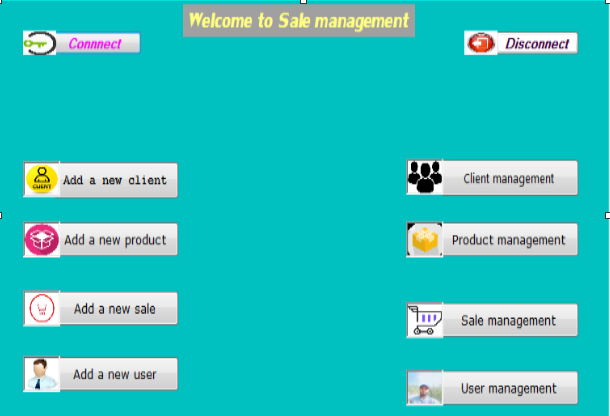 Welcome to Sale management
Connnect
Disconnect
Add a new client
Client management
Add a new product
Product management
Add a new sale
Sale management
Add a new user
User management
CLIENT